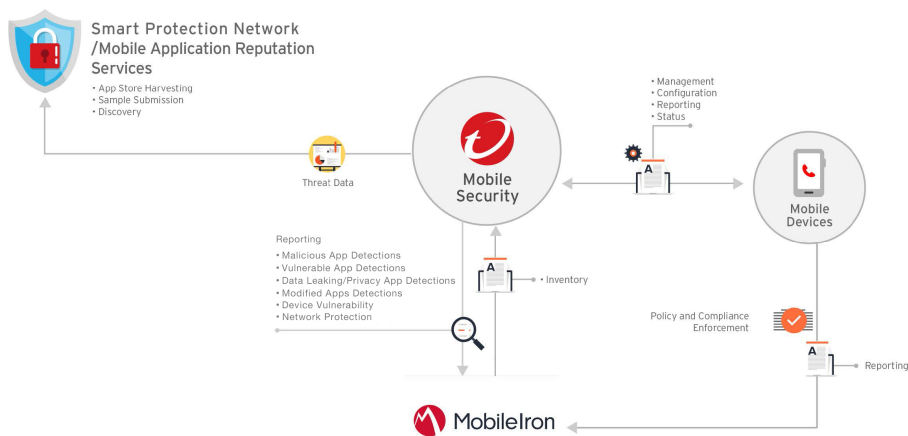 Smart Protection Network
/Mobile Application Reputation
Services
• App Store Harvesting
• Sample Submission
• Discovery
Threat Data
Mobile
Security
• Management
• Configuration
• Reporting
• Status
A
Mobile
Devices
Reporting
• Malicious App Detections
• Vulnerable App Detections
• Data Leaking/Privacy App Detections
• Modified Apps Detections
• Device Vulnerability
• Network Protection
A
• Inventory
Policy and Compliance
Enforcement
A
Reporting
MobileIron